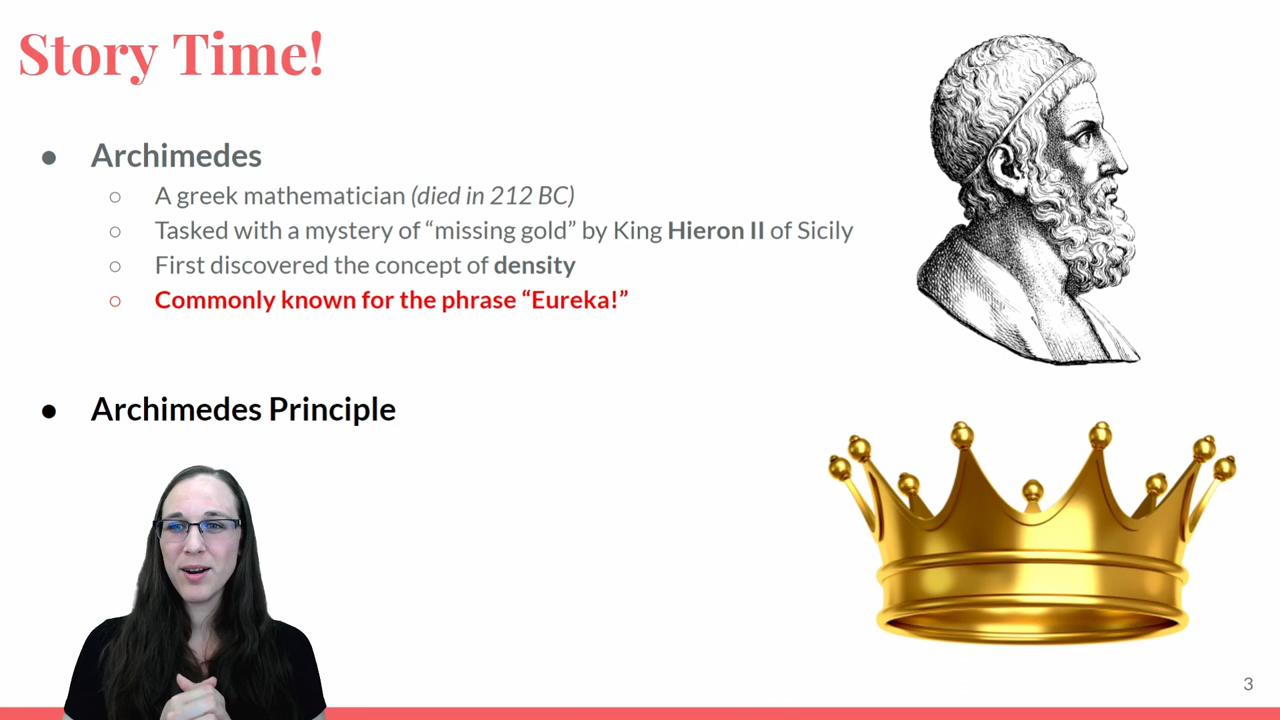 Story Time!
● Archimedes
○ A greek mathematician (died in 212 BC)
○ Tasked with a mystery of “missing gold” by King Hieron II of Sicily
○ First discovered the concept of density
○ Commonly known for the phrase “Eureka!”
● Archimedes Principle
3